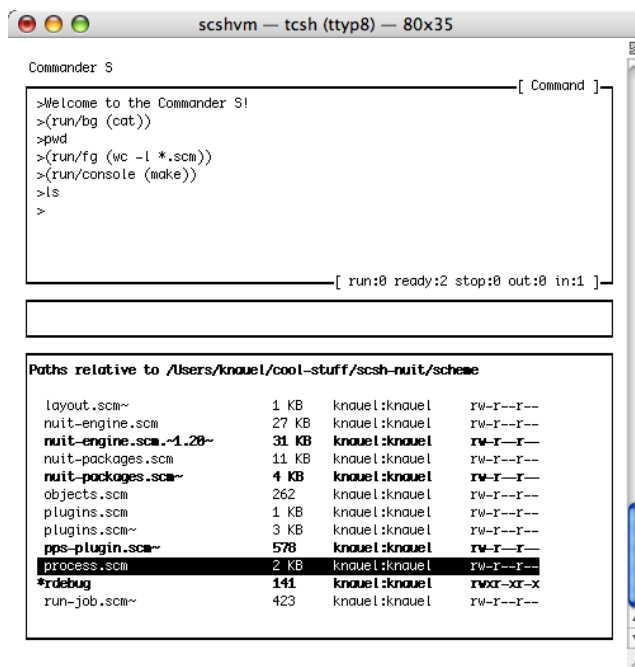 scshvm — tcsh (ttyp8) — 80x35
Commander S
[ Command ]
>Welcome to the Commander S!
>(run/bg (cat))
>pwd
>(run/fg (wc -l *.scm))
>(run/console (make))
>ls
>
[ run:0 ready:2 stop:0 out:0 in:1 ]
Paths relative to /Users/knauel/cool-stuff/scsh-nuit/scheme
layout.scm~ 1 KB knauel:knauel rw-r--r--
nuit-engine.scm 27 KB knauel:knauel rw-r--r--
nuit-engine.scm.~1.20~ 31 KB knauel:knauel rw-r--r--
nuit-packages.scm 11 KB knauel:knauel rw-r--r--
nuit-packages.scm~ 4 KB knauel:knauel rw-r--r--
objects.scm 262 knauel:knauel rw-r--r--
plugins.scm 1 KB knauel:knauel rw-r--r--
plugins.scm~ 3 KB knauel:knauel rw-r--r--
pps-plugin.scm~ 578 knauel:knauel rw-r--r--
process.scm 2 KB knauel:knauel rw-r--r--
*rdebug 141 knauel:knauel rwxr-xr-x
run-job.scm~ 423 knauel:knauel rw-r--r--